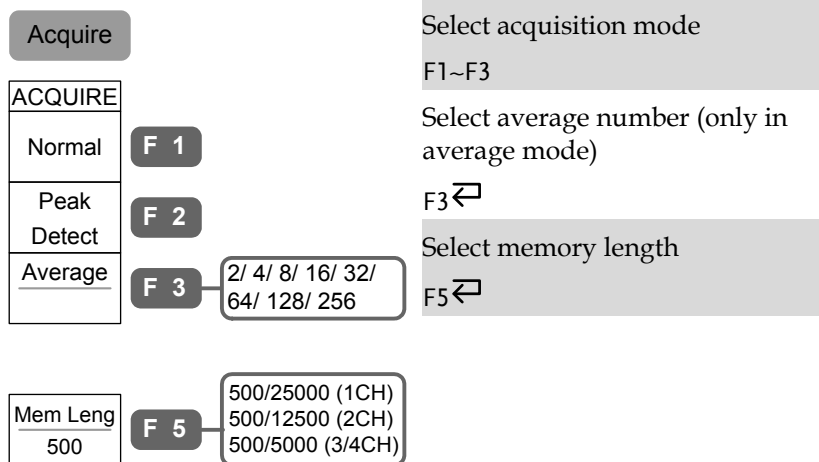 Acquire
ACQUIRE
Normal
F 1
Peak
Detect
F 2
Average
F 3
2/ 4/ 8/ 16/ 32/
64/ 128/ 256
Mem Leng
500
F 5
500/25000 (1CH)
500/12500 (2CH)
500/5000 (3/4CH)
Select acquisition mode
F1~F3
Select average number (only in
average mode)
F3
Select memory length
F5